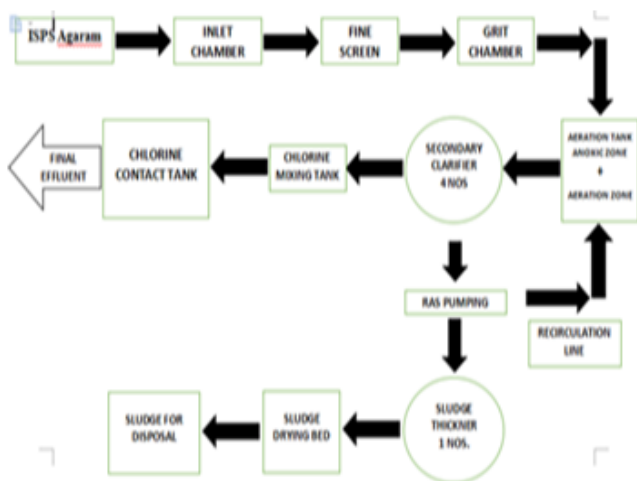 ISPS Agaram
INLET
CHAMBER
FINE
SCREEN
GRIT
CHAMBER
FINAL
EFFLUENT
CHLORINE
CONTACT TANK
CHLORINE
MIXING TANK
SECONDARY
CLARIFIER
4 NOS
AERATION TANK
ANOXIC ZONE
+
AERATION ZONE
RAS PUMPING
RECIRCULATION
LINE
SLUDGE FOR
DISPOSAL
SLUDGE
DRYING BED
SLUDGE
THICKNER
1 NOS.